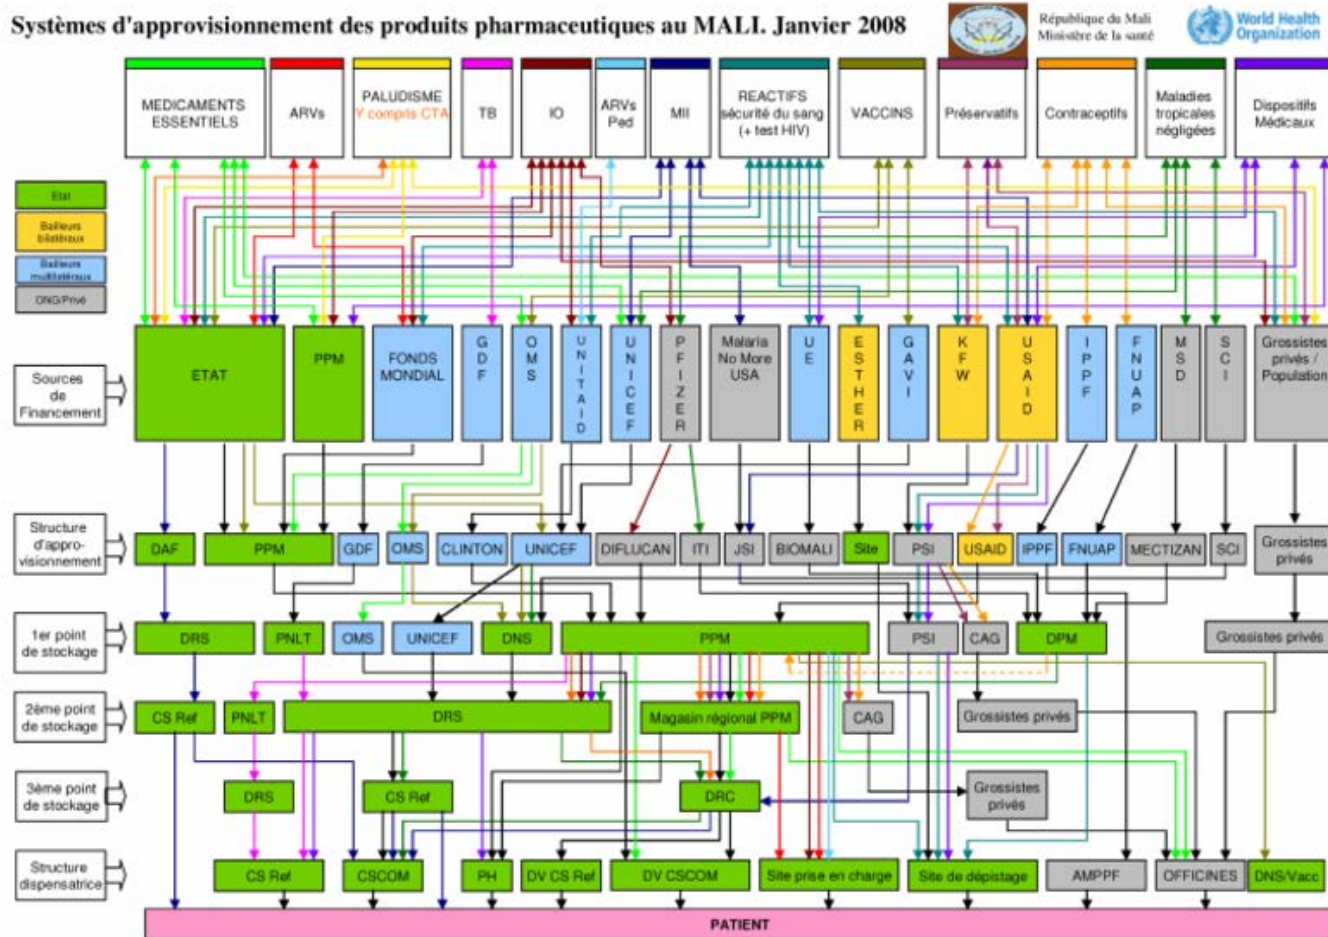 Systèmes d'approvisionnement des produits pharmaceutiques au MALI. Janvier 2008
République du Mali
Ministère de la santé
World Health
Organization
MEDICAMENTS
ESSENTIELS
ARVs
PALUDISME
Y compris CTA
TB
IO
ARVs
Ped
MII
REACTIFS
sécurité du sang
(+ test HIV)
VACCINS
Préservatifs
Contraceptifs
Maladies
tropicales
négligées
Dispositifs
Médicaux
Etat
Bailleurs
bilatéraux
Bailleurs
multilatéraux
ONG/Privé
Sources
de
Financement
ETAT
PPM
FONDS
MONDIAL
GDF
OMS
UNITAID
UNICEF
PFIZER
Malaria
No More
USA
UE
ESTHER
GAVI
KFW
USAID
IPPF
FNUAP
MSD
SCI
Grossistes
privés /
Population
Structure
d'appro-
visionnement
DAF
PPM
GDF
OMS
CLINTON
UNICEF
DIFLUCAN
ITI
JSI
BIOMALI
Site
PSI
USAID
IPPF
FNUAP
MECTIZAN
SCI
Grossistes
privés
1er point
de stockage
DRS
PNLT
OMS
UNICEF
DNS
PPM
PSI
CAG
DPM
Grossistes privés
2ème point
de stockage
CS Ref
PNLT
DRS
Magasin régional PPM
CAG
Grossistes privés
3ème point
de stockage
DRS
CS Ref
DRC
Grossistes
privés
Structure
dispensatrice
CS Ref
CSCOM
PH
DV CS Ref
DV CSCOM
Site prise en charge
Site de dépistage
AMPPF
OFFICINES
DNS/Vacc
PATIENT